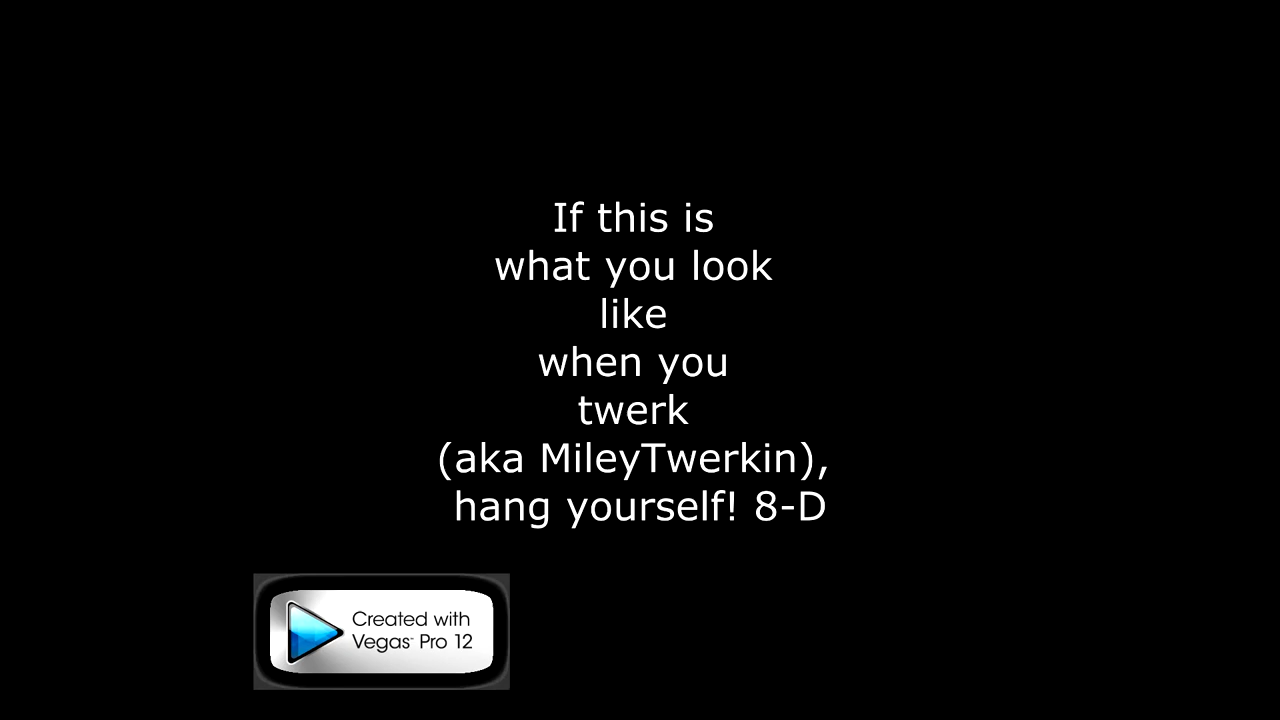 If this is
what you look
like
when you
twerk
(aka MileyTwerkin),
hang yourself! 8-D
Created with
Vegas™ Pro 12